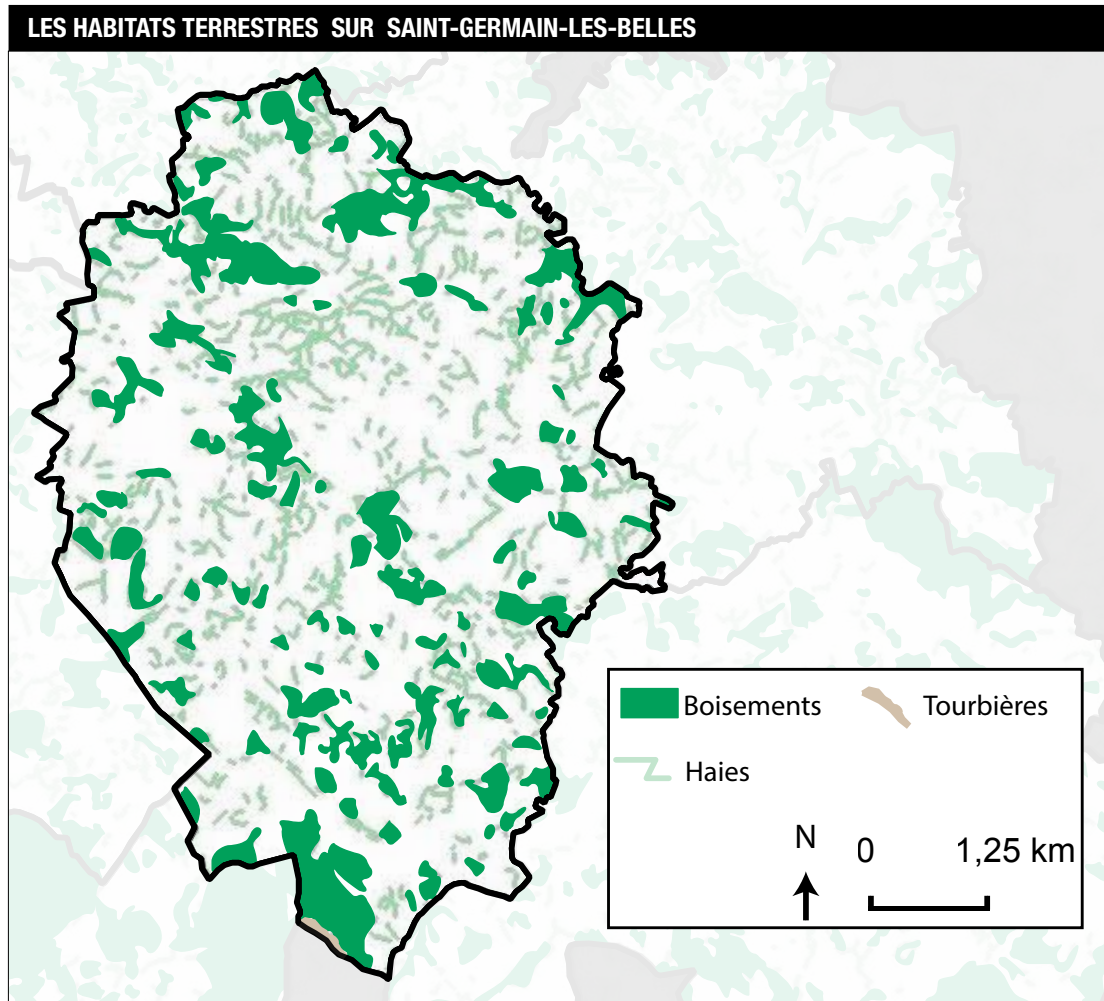 LES HABITATS TERRESTRES SUR SAINT-GERMAIN-LES-BELLES
Boisements
Tourbières
Haies
N
0
1,25 km